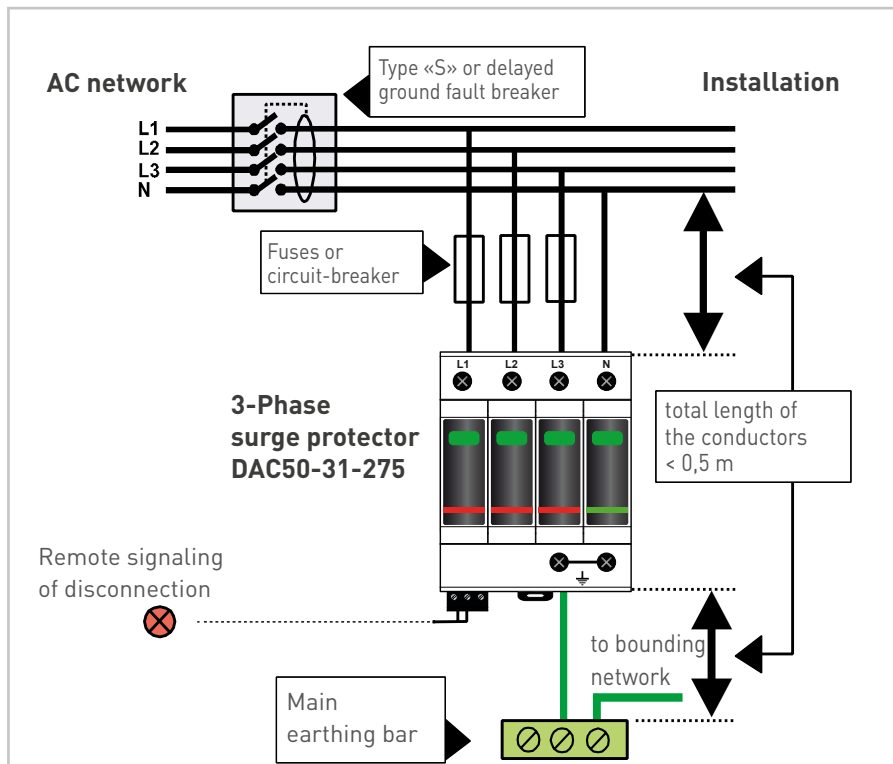 AC network
Type «S» or delayed
ground fault breaker
Installation
L1
L2
L3
N
Fuses or
circuit-breaker
L1 L2 L3 N
3-Phase
surge protector
DAC50-31-275
total length of
the conductors
< 0,5 m
Remote signaling
of disconnection
to bounding
network
Main
earthing bar